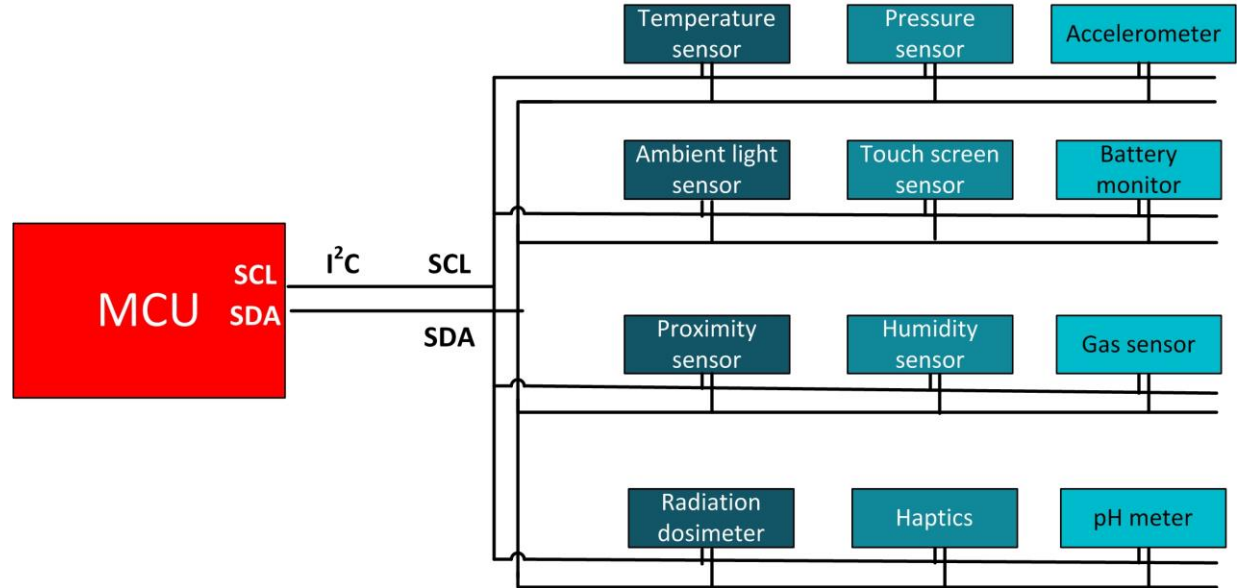 Temperature
sensor
Pressure
sensor
Accelerometer
Ambient light
sensor
Touch screen
sensor
Battery
monitor
MCU
SCL
SDA
I²C
SCL
SDA
Proximity
sensor
Humidity
sensor
Gas sensor
Radiation
dosimeter
Haptics
pH meter